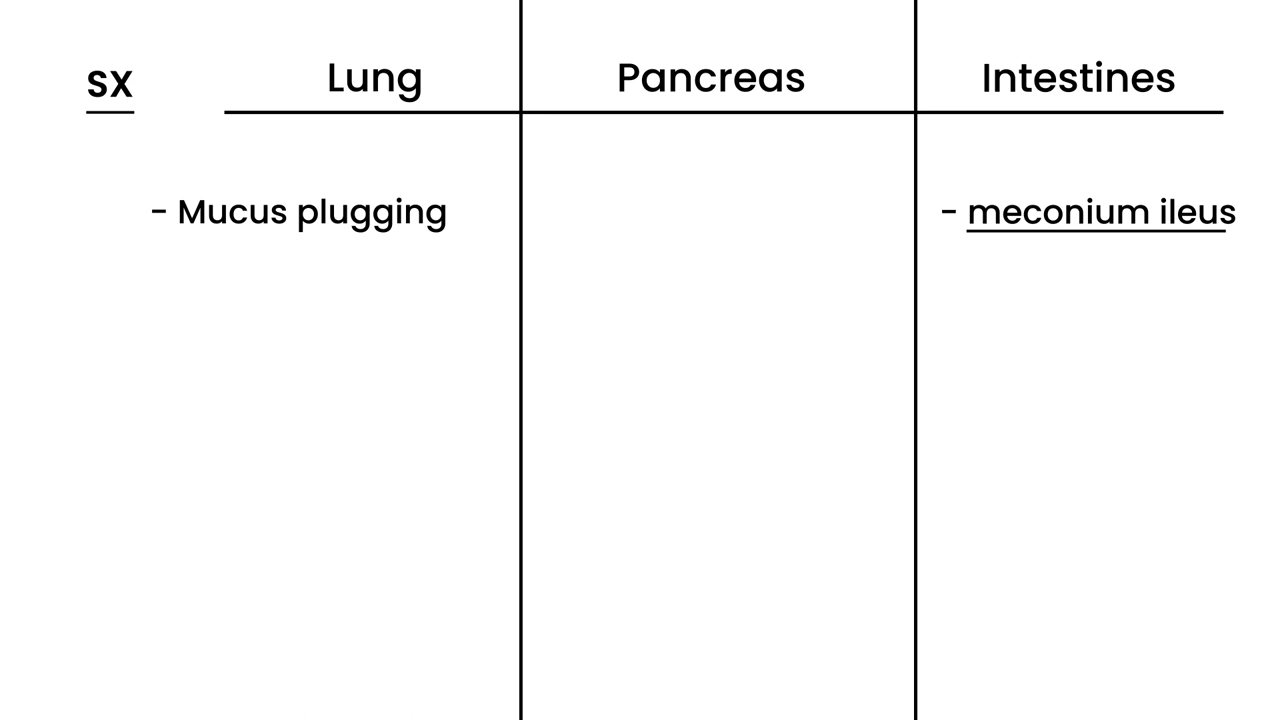 SX Lung Pancreas Intestines
- Mucus plugging - meconium ileus